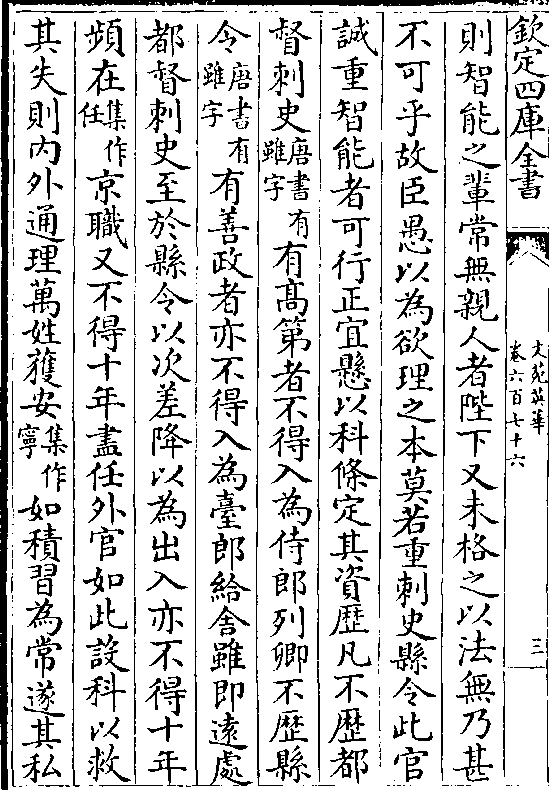 欽定四庫全書
文苑英華
卷六百七十六
三
則智能之輩常無親人者陛下又未格之以法無乃甚
不可乎故臣愚以為欲理之本莫若重刺史縣令此官
誠重智能者可行正宜懸以科條定其資歷凡不歷都
督刺史唐書有雖字有高第者不得入為侍郎列卿不歷縣
令唐書有雖字有善政者亦不得入為臺郎給舍雖即遠處
都督刺史至於縣令以次差降以為出入亦不得十年
頻在集作任京職又不得十年盡任外官如此設科以救
其失則內外通理萬姓獲安集作寧如積習為常遂其私